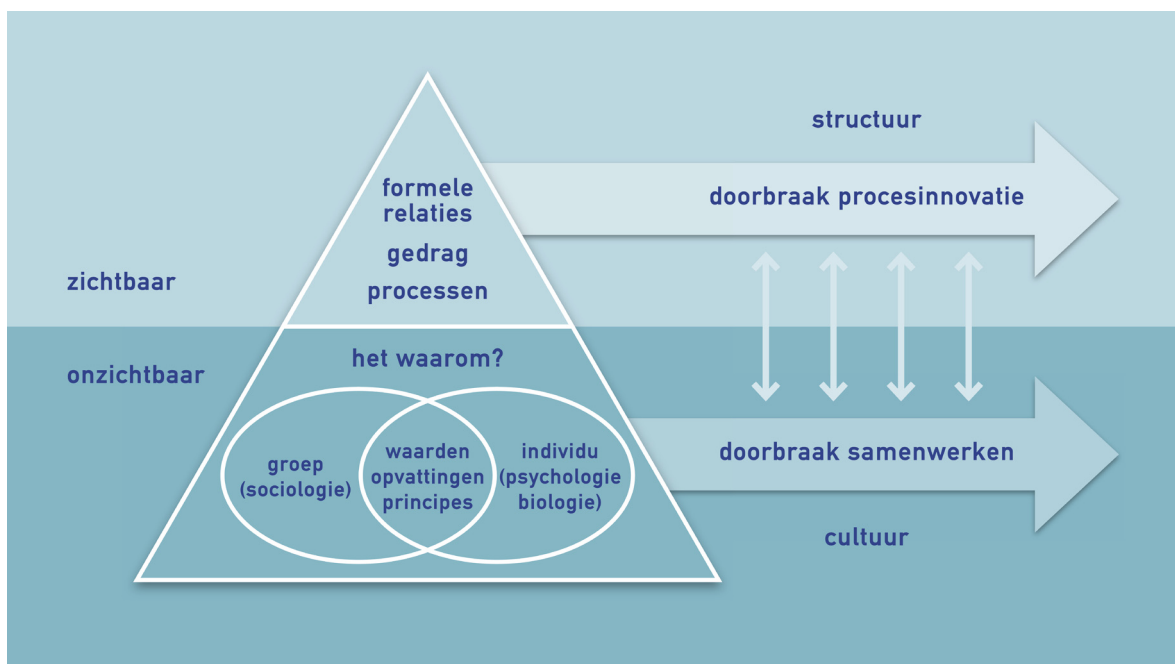 structuur
formele
relaties
doorbraak procesinnovatie
gedrag
zichtbaar
processen
onzichtbaar
het waarom?
groep
(sociologie)
waarden
opvattingen
principes
individu
(psychologie
biologie)
doorbraak samenwerken
cultuur